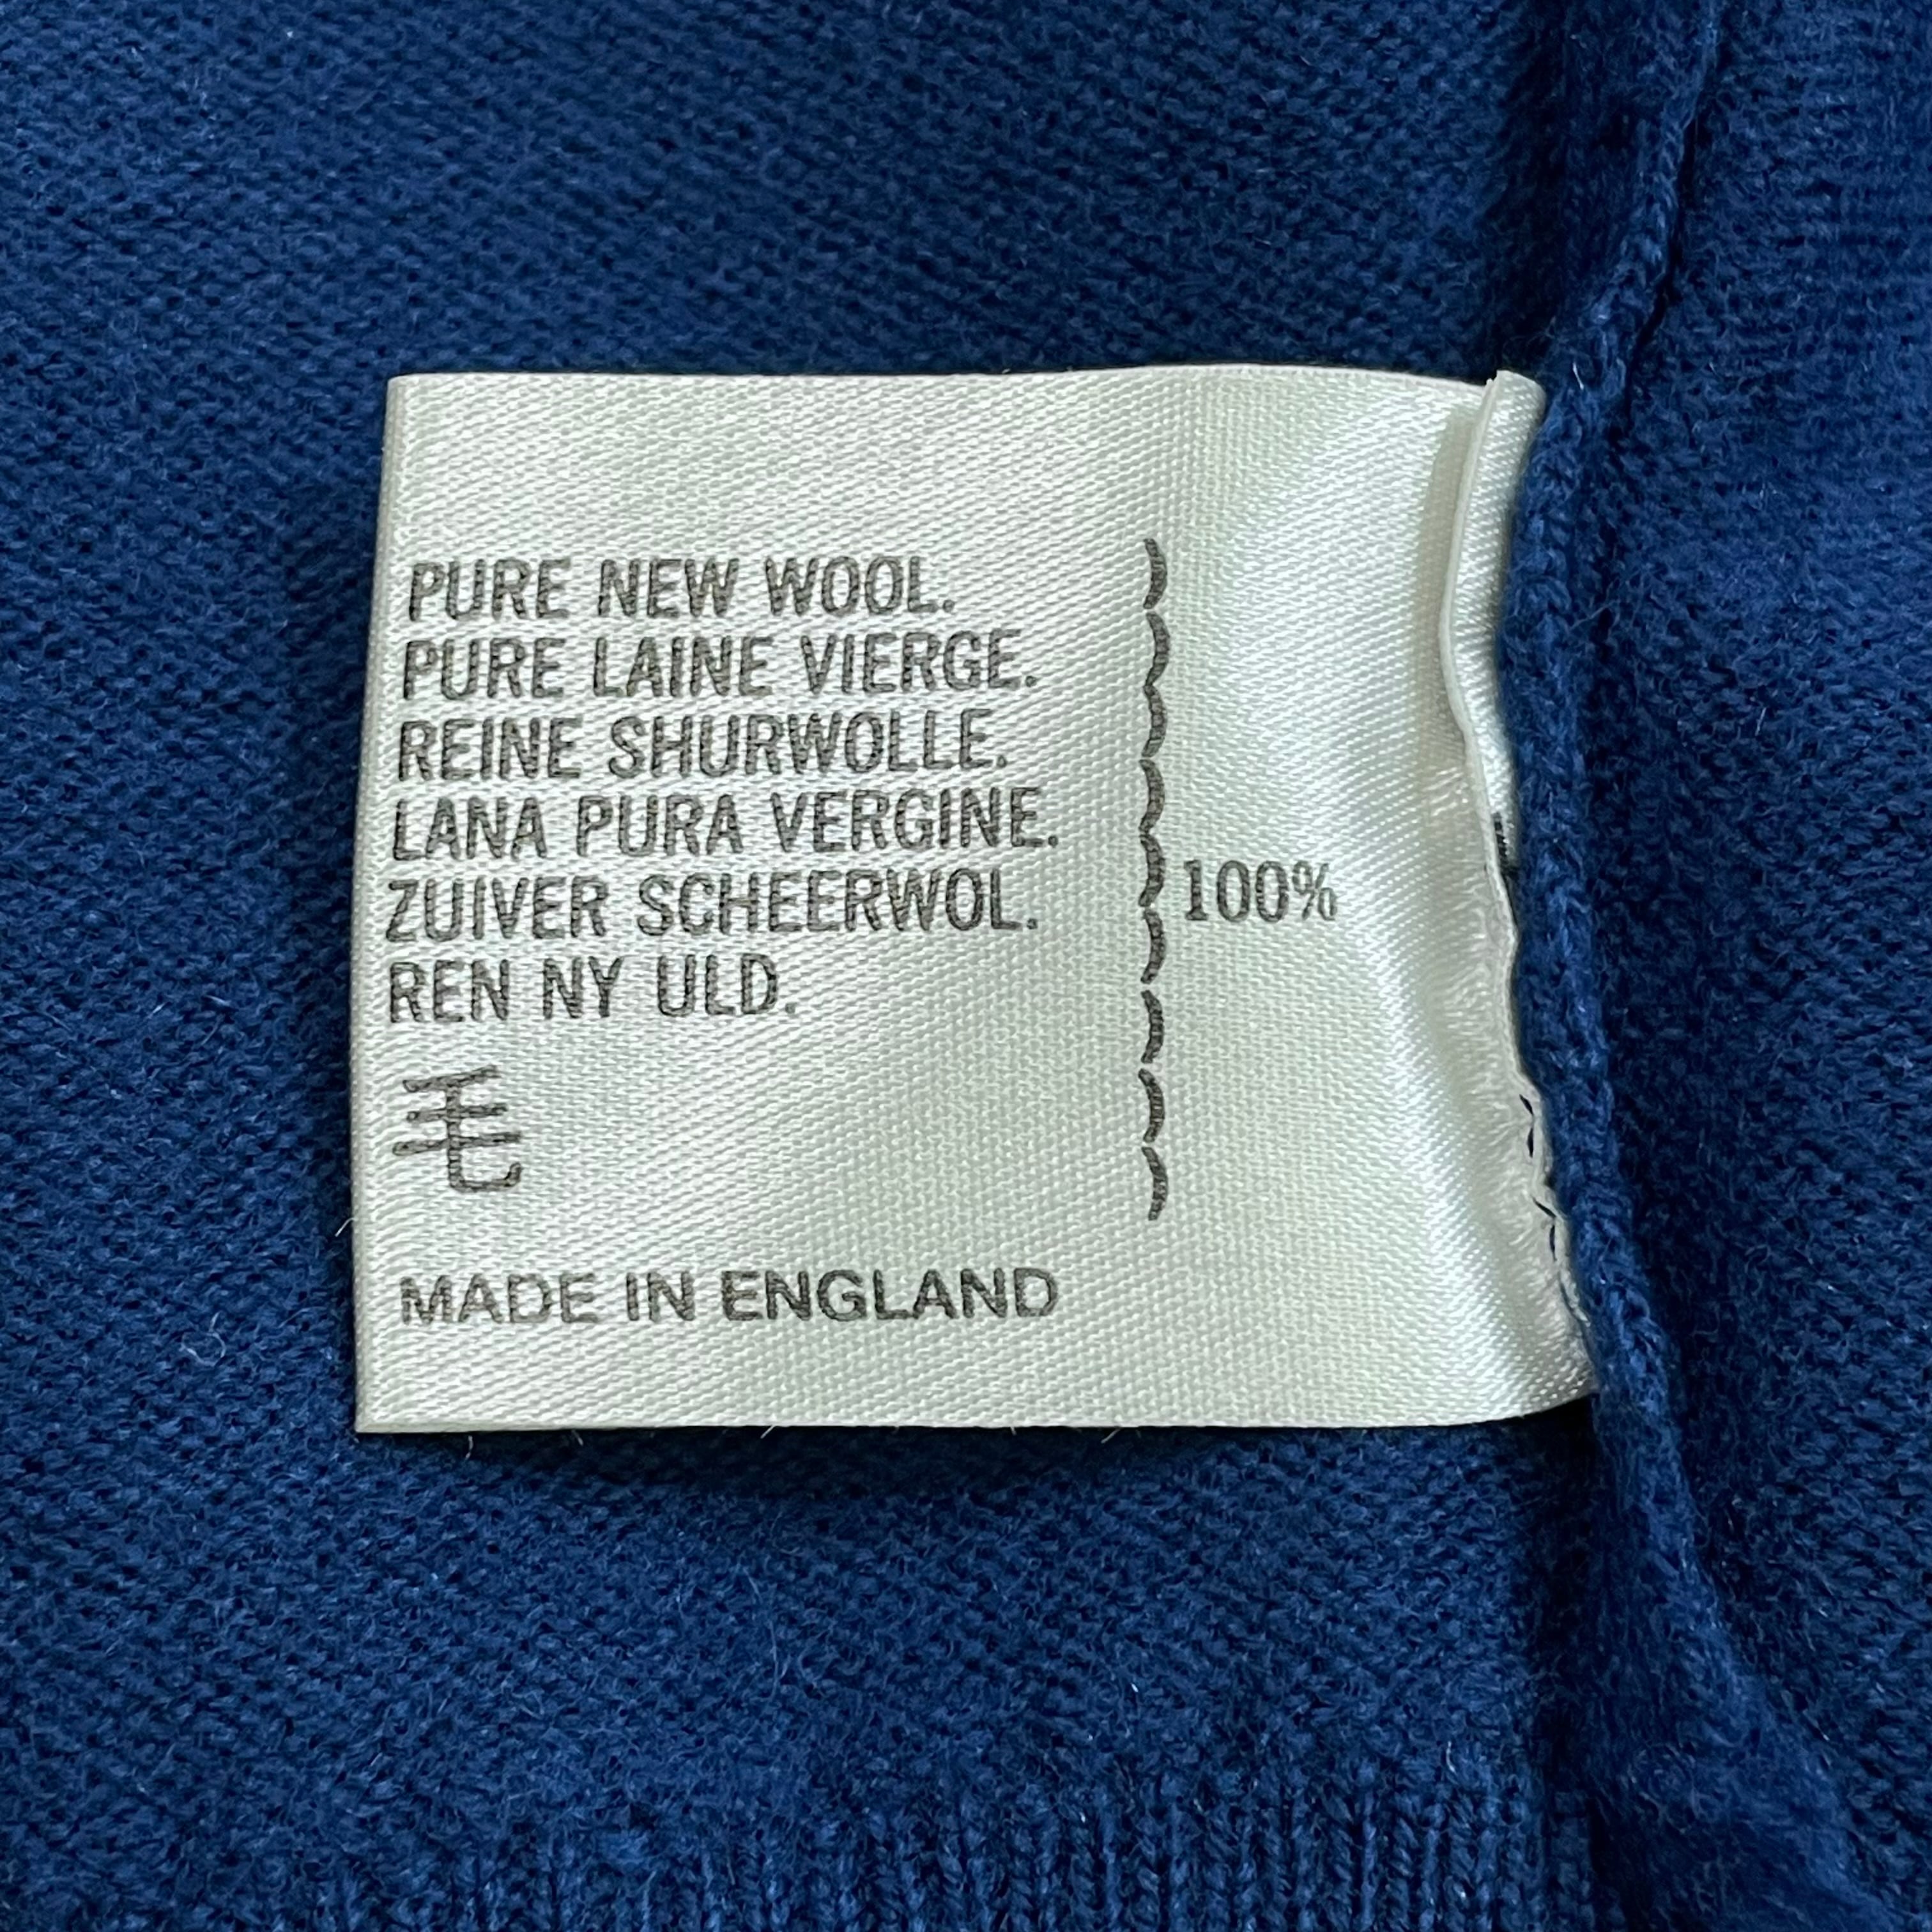 PURE NEW WOOL.
PURE LAINE VIERGE.
REINE SHURWOLLE.
LANA PURA VERGINE.
ZUIVER SCHEERWOL.
100%
REN NY ULD.
毛
MADE IN ENGLAND